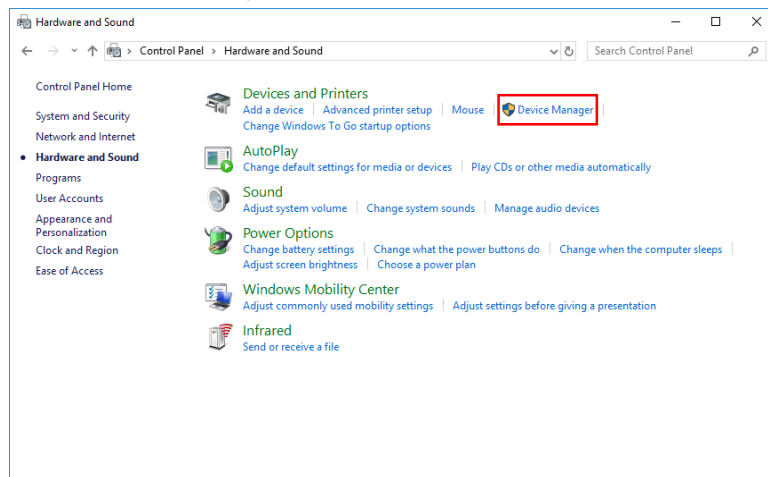 Hardware and Sound
Control Panel > Hardware and Sound
Search Control Panel
Control Panel Home
System and Security
Network and Internet
Hardware and Sound
Programs
User Accounts
Appearance and
Personalization
Clock and Region
Ease of Access
Devices and Printers
Add a device | Advanced printer setup | Mouse | Device Manager |
Change Windows To Go startup options
AutoPlay
Change default settings for media or devices | Play CDs or other media automatically
Sound
Adjust system volume | Change system sounds | Manage audio devices
Power Options
Change battery settings | Change what the power buttons do | Change when the computer sleeps |
Adjust screen brightness | Choose a power plan
Windows Mobility Center
Adjust commonly used mobility settings | Adjust settings before giving a presentation
Infrared
Send or receive a file